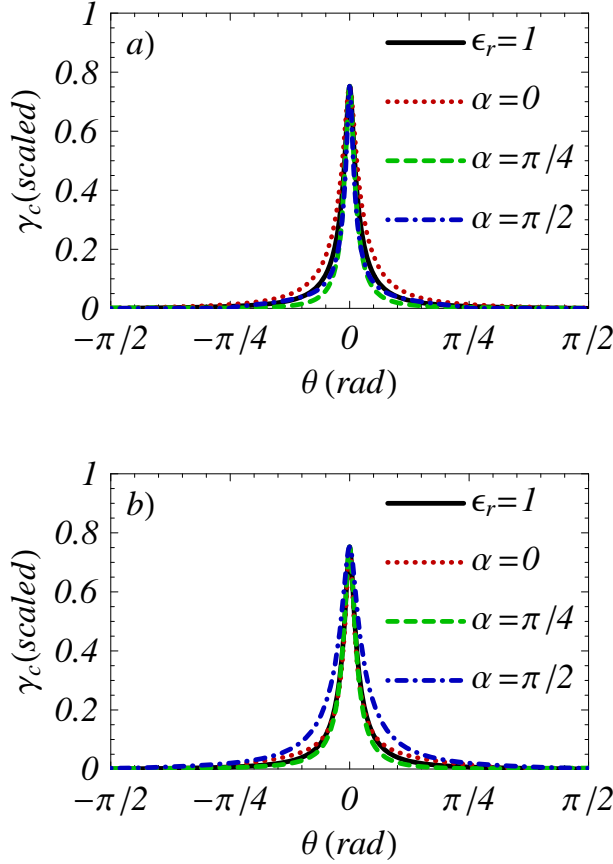 a)
ϵr=1
α=0
α=π/4
α=π/2
1
0.8
0.6
0.4
0.2
0
γc(scaled)
−π/2 −π/4 0 π/4 π/2
θ (rad)
b)
ϵr=1
α=0
α=π/4
α=π/2
1
0.8
0.6
0.4
0.2
0
γc(scaled)
−π/2 −π/4 0 π/4 π/2
θ (rad)